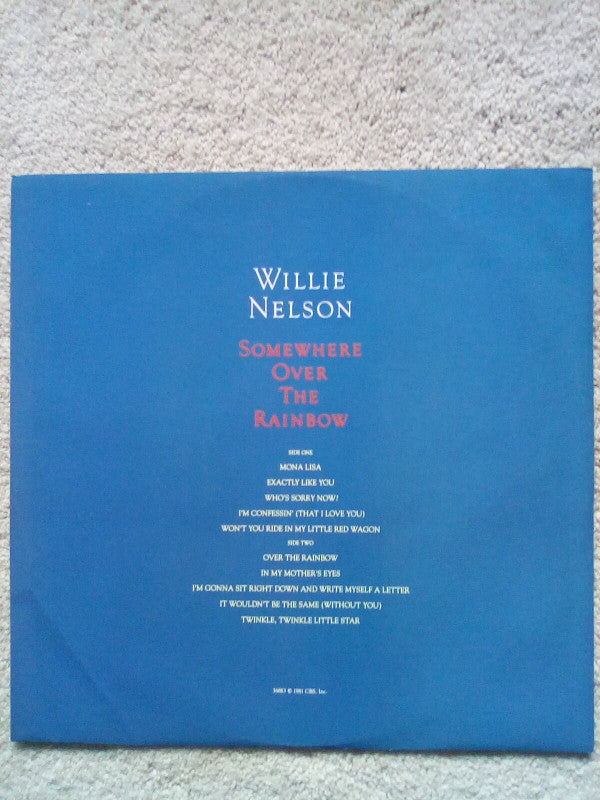 WILLIE
NELSON
SOMEWHERE
OVER
THE
RAINBOW
SIDE ONE
MONA LISA
EXACTLY LIKE YOU
WHO'S SORRY NOW?
I'M CONFESSIN' (THAT I LOVE YOU)
WON'T YOU RIDE IN MY LITTLE RED WAGON
SIDE TWO
OVER THE RAINBOW
IN MY MOTHER'S EYES
I'M GONNA SIT RIGHT DOWN AND WRITE MYSELF A LETTER
IT WOULDN'T BE THE SAME (WITHOUT YOU)
TWINKLE, TWINKLE LITTLE STAR
36883 © 1981 CBS, Inc.